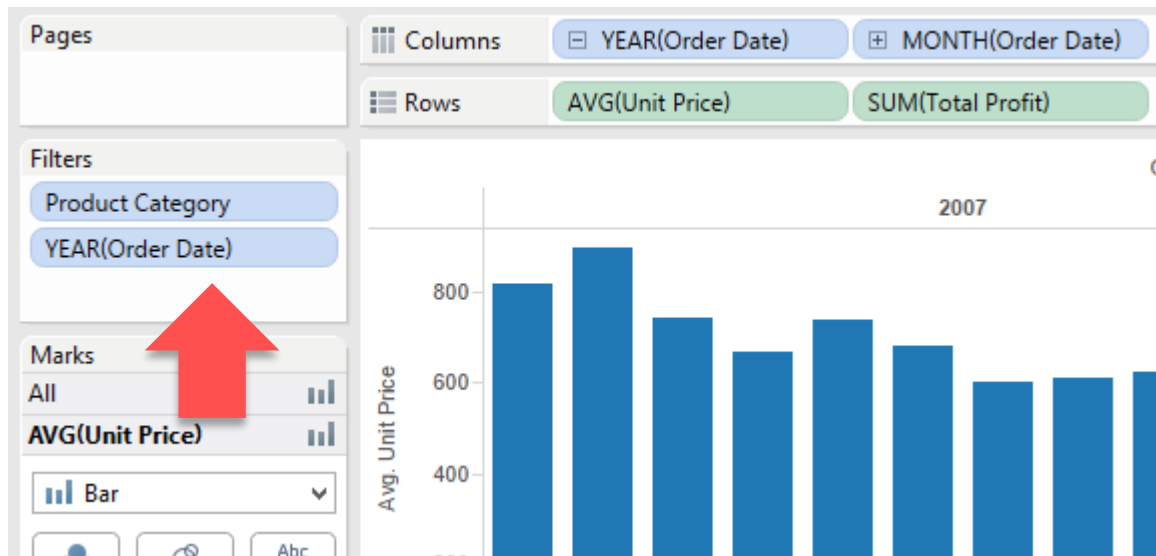 Pages
Columns YEAR(Order Date) MONTH(Order Date)
Rows AVG(Unit Price) SUM(Total Profit)
Filters
Product Category
YEAR(Order Date)
Marks
All
AVG(Unit Price)
Bar
Abc
2007
800
600
400
Avg. Unit Price